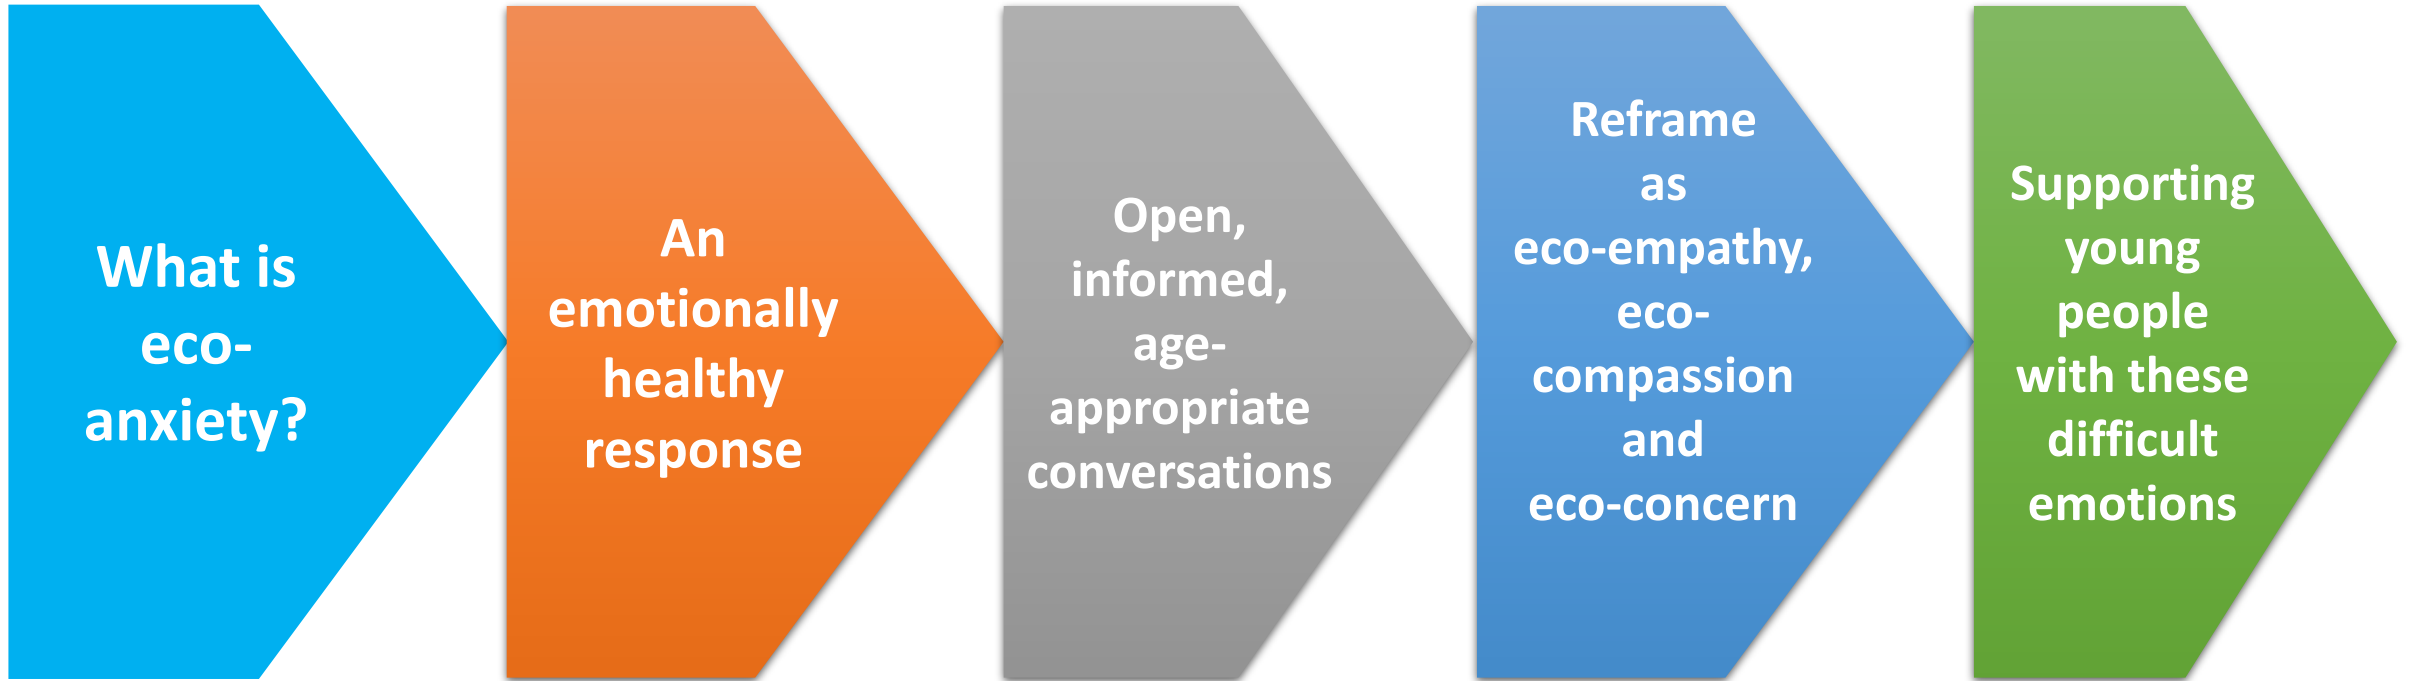 What is
eco-
anxiety?
An
emotionally
healthy
response
Open,
informed,
age-
appropriate
conversations
Reframe
as
eco-empathy,
eco-
compassion
and
eco-concern
Supporting
young
people
with these
difficult
emotions